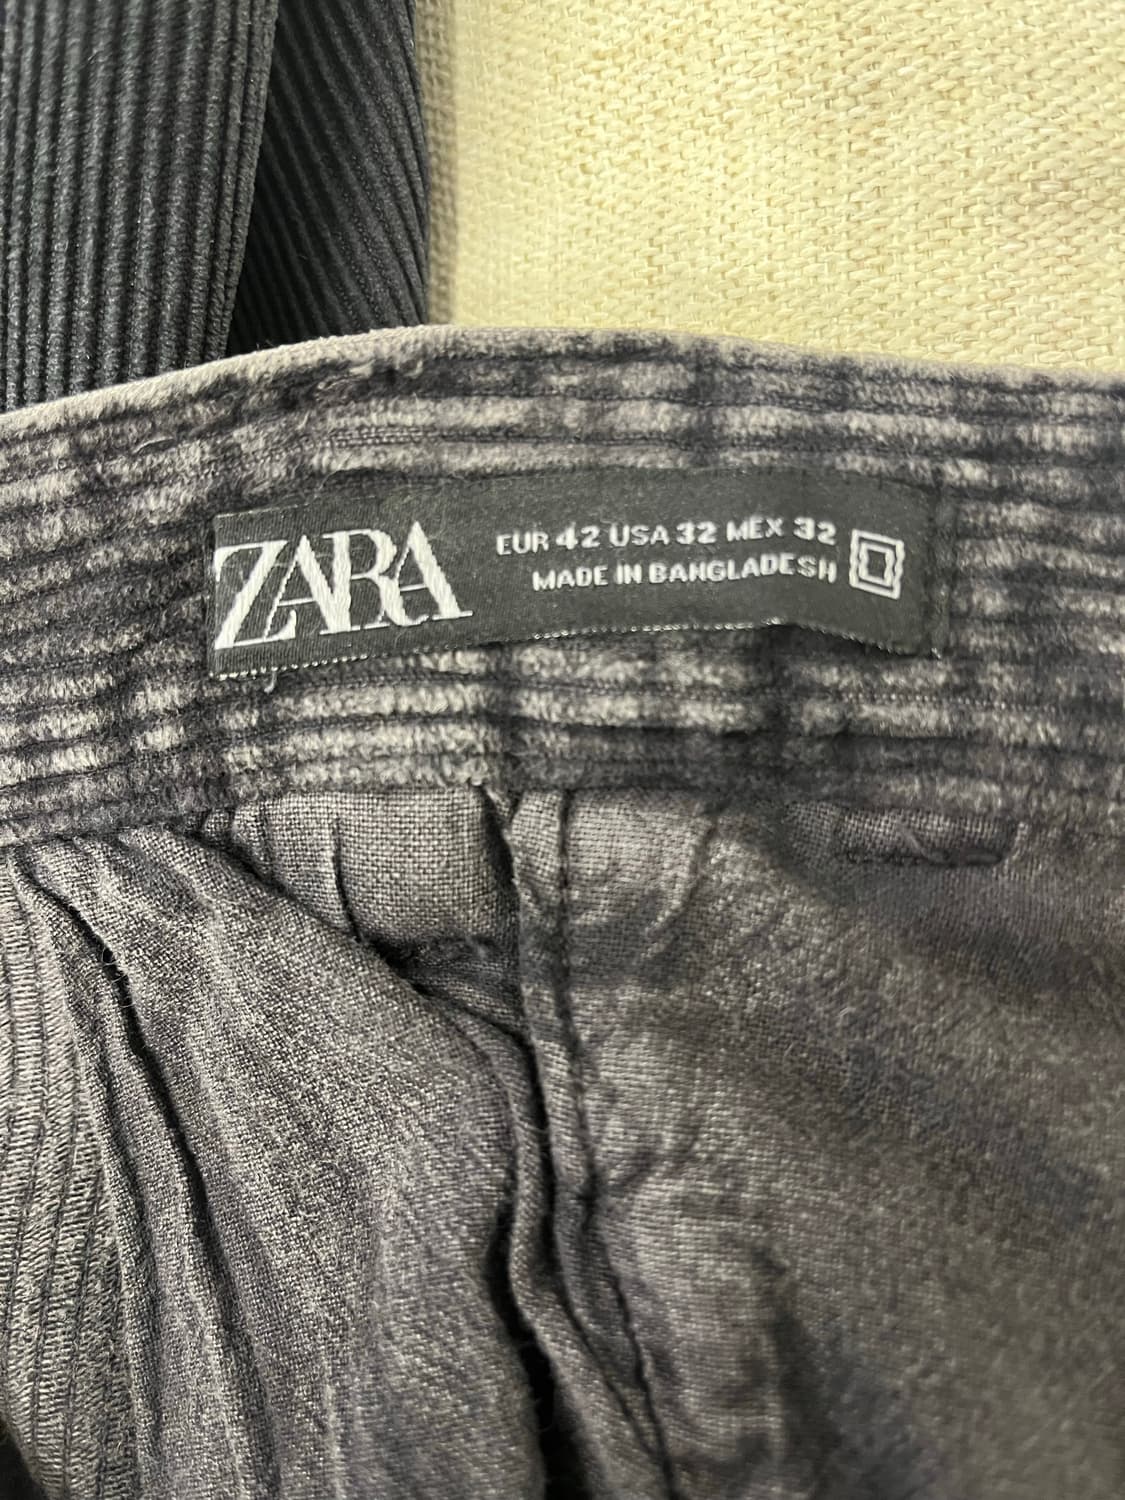 ZARA
EUR 42 USA 32 MEX 32
MADE IN BANGLADESH